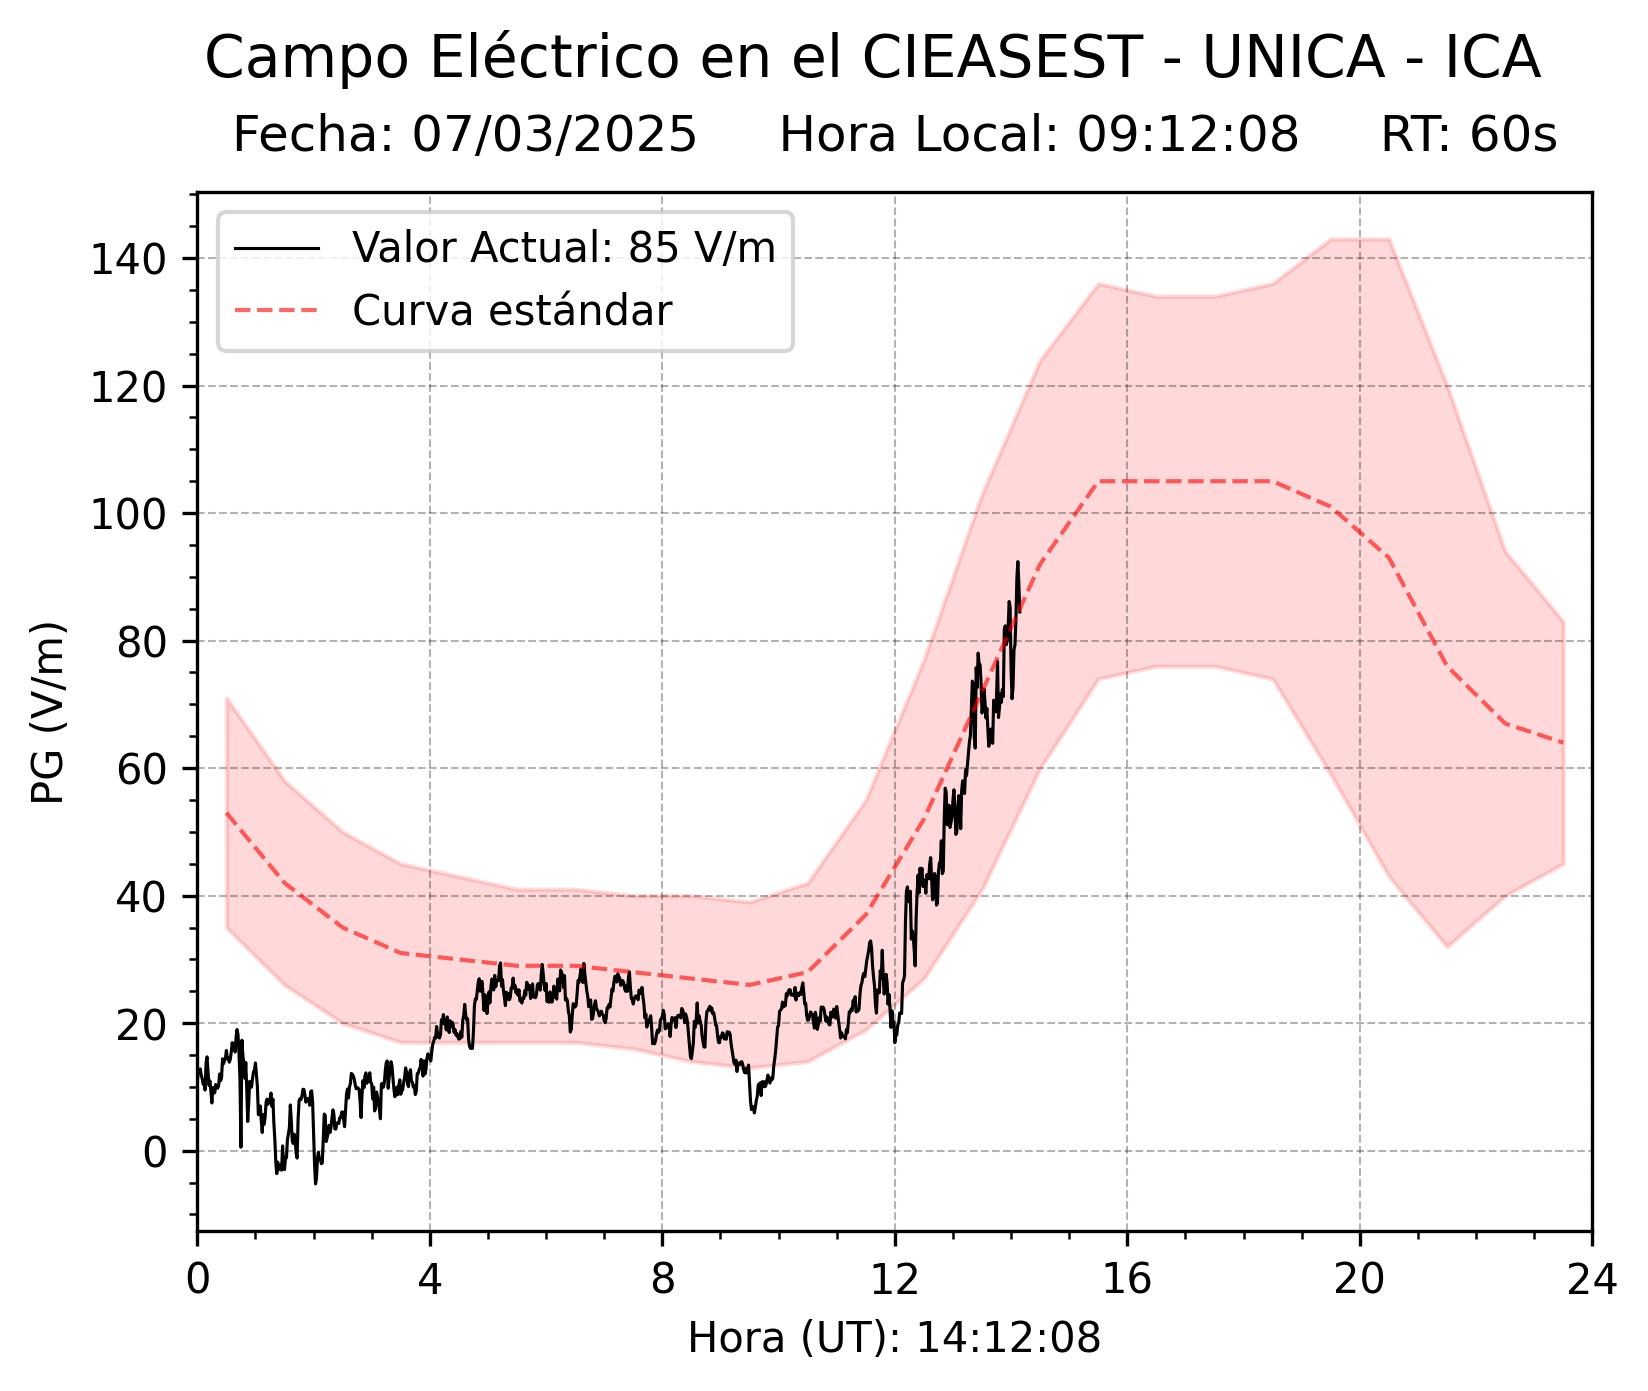 Campo Eléctrico en el CIEASEST - UNICA - ICA
Fecha: 07/03/2025 Hora Local: 09:12:08 RT: 60s
Valor Actual: 85 V/m
Curva estándar
140
120
100
80
60
40
20
0
PG (V/m)
0 4 8 12 16 20 24
Hora (UT): 14:12:08